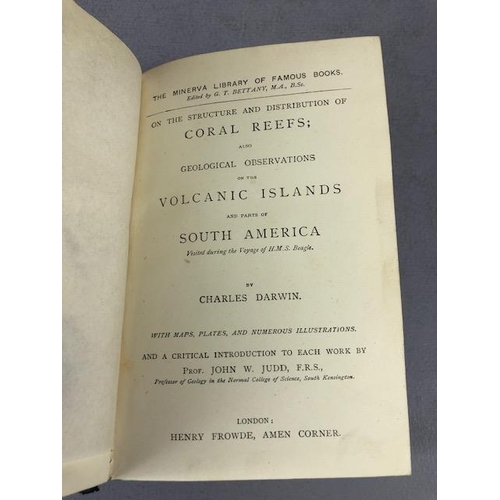 THE MINERVA LIBRARY OF FAMOUS BOOKS.
Edited by G. T. BETTANY, M.A., B.Sc.
ON THE STRUCTURE AND DISTRIBUTION OF
CORAL REEFS;
ALSO
GEOLOGICAL OBSERVATIONS
ON THE
VOLCANIC ISLANDS
AND PARTS OF
SOUTH AMERICA
Visited during the Voyage of H.M.S. Beagle.
BY
CHARLES DARWIN.
WITH MAPS, PLATES, AND NUMEROUS ILLUSTRATIONS.
AND A CRITICAL INTRODUCTION TO EACH WORK BY
PROF. JOHN W. JUDD, F.R.S.,
Professor of Geology in the Normal College of Science, South Kensington.
LONDON:
HENRY FROWDE, AMEN CORNER.